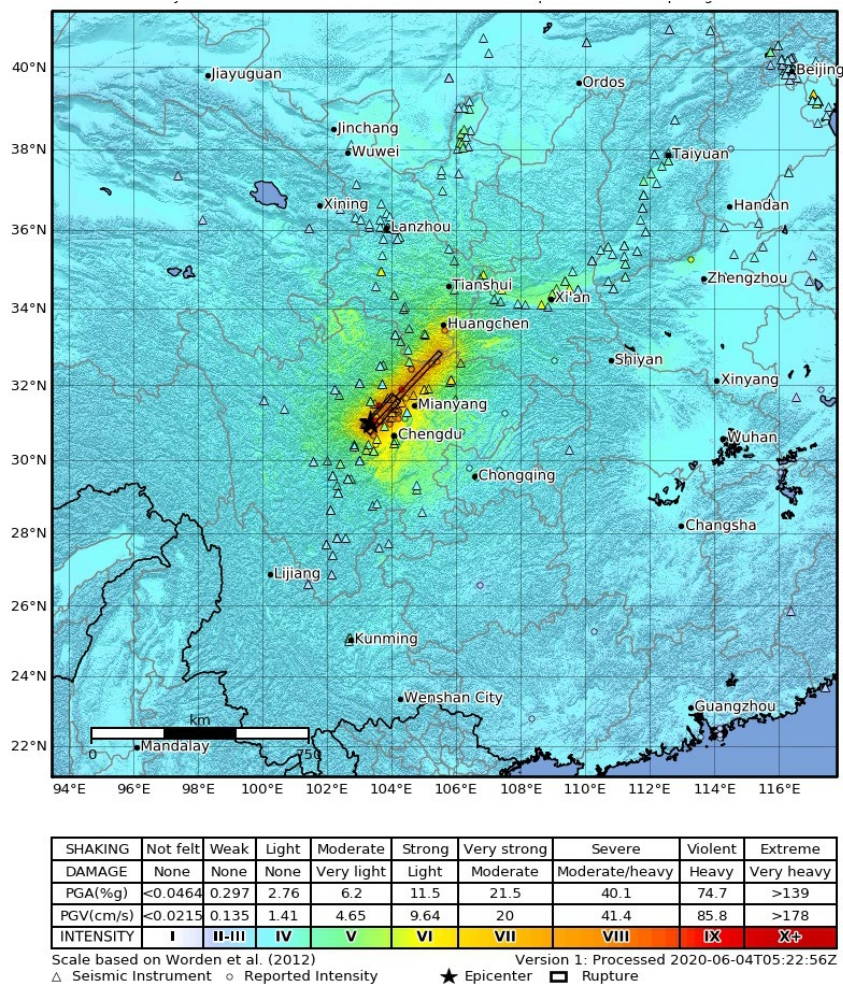 40°N
Jiayuguan
Ordos
Beijing
Jinchang
38°N
Wuwei
Taiyuan
Xining
36°N
Lanzhou
Handan
Tianshui
Zhengzhou
34°N
Xi'an
Huangchen
32°N
Shiyan
Xinyang
Mianyang
Chengdu
30°N
Wuhan
Chongqing
28°N
Changsha
Lijiang
26°N
Kunming
24°N
Wenshan City
Guangzhou
km
22°N
Mandalay
0 750
94°E 96°E 98°E 100°E 102°E 104°E 106°E 108°E 110°E 112°E 114°E 116°E
SHAKING Not felt Weak Light Moderate Strong Very strong Severe Violent Extreme
DAMAGE None None None Very light Light Moderate Moderate/heavy Heavy Very heavy
PGA(%g) <0.0464 0.297 2.76 6.2 11.5 21.5 40.1 74.7 >139
PGV(cm/s) <0.0215 0.135 1.41 4.65 9.64 20 41.4 85.8 >178
INTENSITY I II-III IV V VI VII VIII IX X+
Scale based on Worden et al. (2012) Version 1: Processed 2020-06-04T05:22:56Z
△ Seismic Instrument ○ Reported Intensity ★ Epicenter Rupture